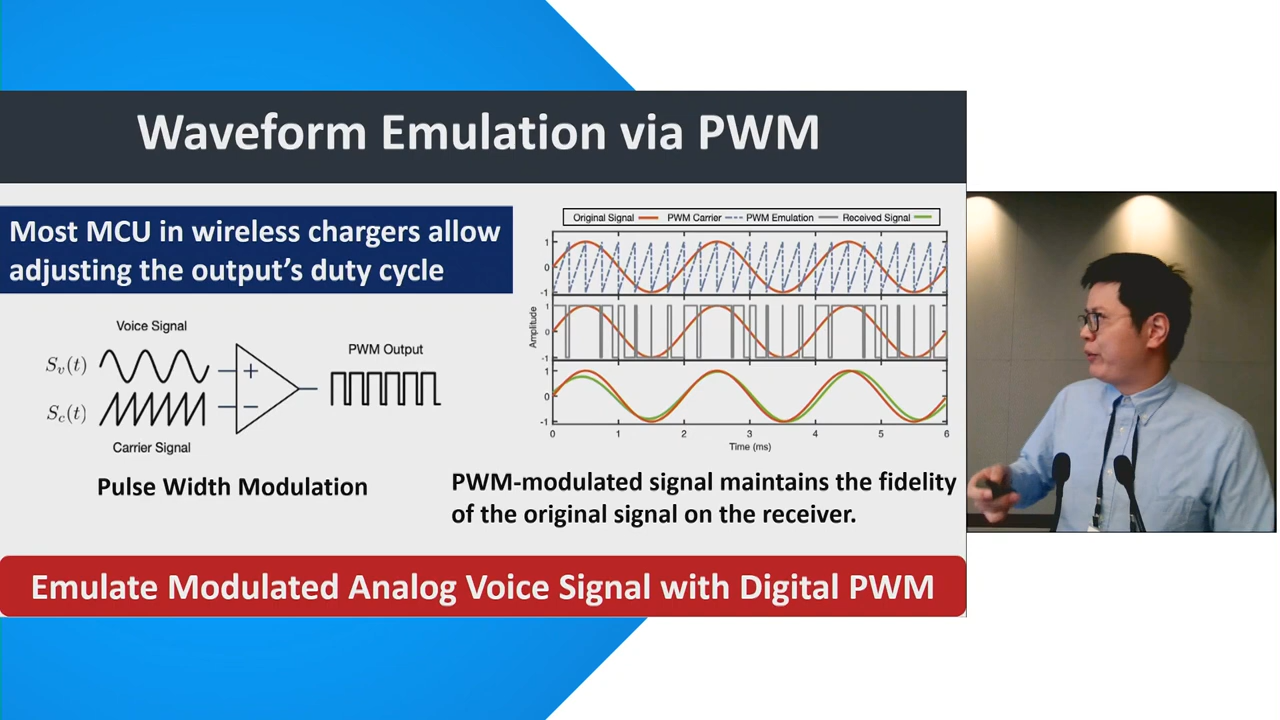 Waveform Emulation via PWM
Most MCU in wireless chargers allow
adjusting the output's duty cycle
Voice Signal
Sv(t)
Sc(t)
Carrier Signal
PWM Output
Pulse Width Modulation
Original Signal PWM Carrier PWM Emulation Received Signal
Amplitude
1
0
-1
1
0
-1
1
0
-1
0 1 2 3 4 5 6
Time (ms)
PWM-modulated signal maintains the fidelity
of the original signal on the receiver.
Emulate Modulated Analog Voice Signal with Digital PWM